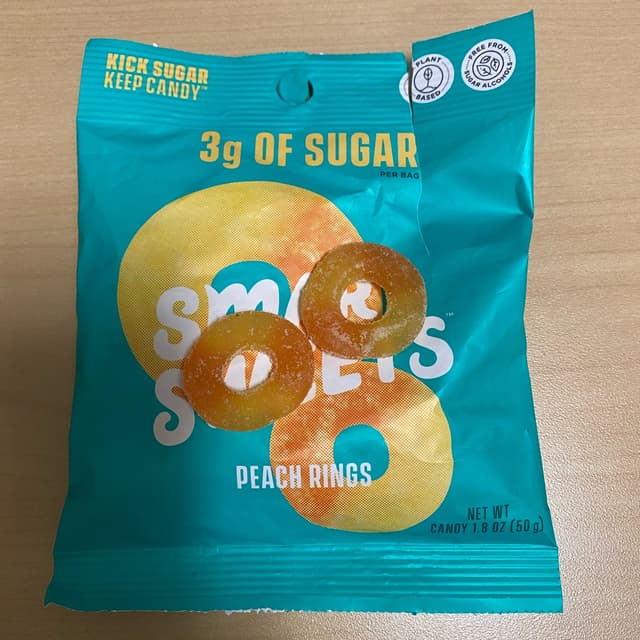 KICK SUGAR
KEEP CANDY™
PLANT
BASED
FREE FROM
SUGAR ALCOHOLS
3g OF SUGAR
PER BAG
PEACH RINGS
NET WT
CANDY 1.8 OZ (50g)